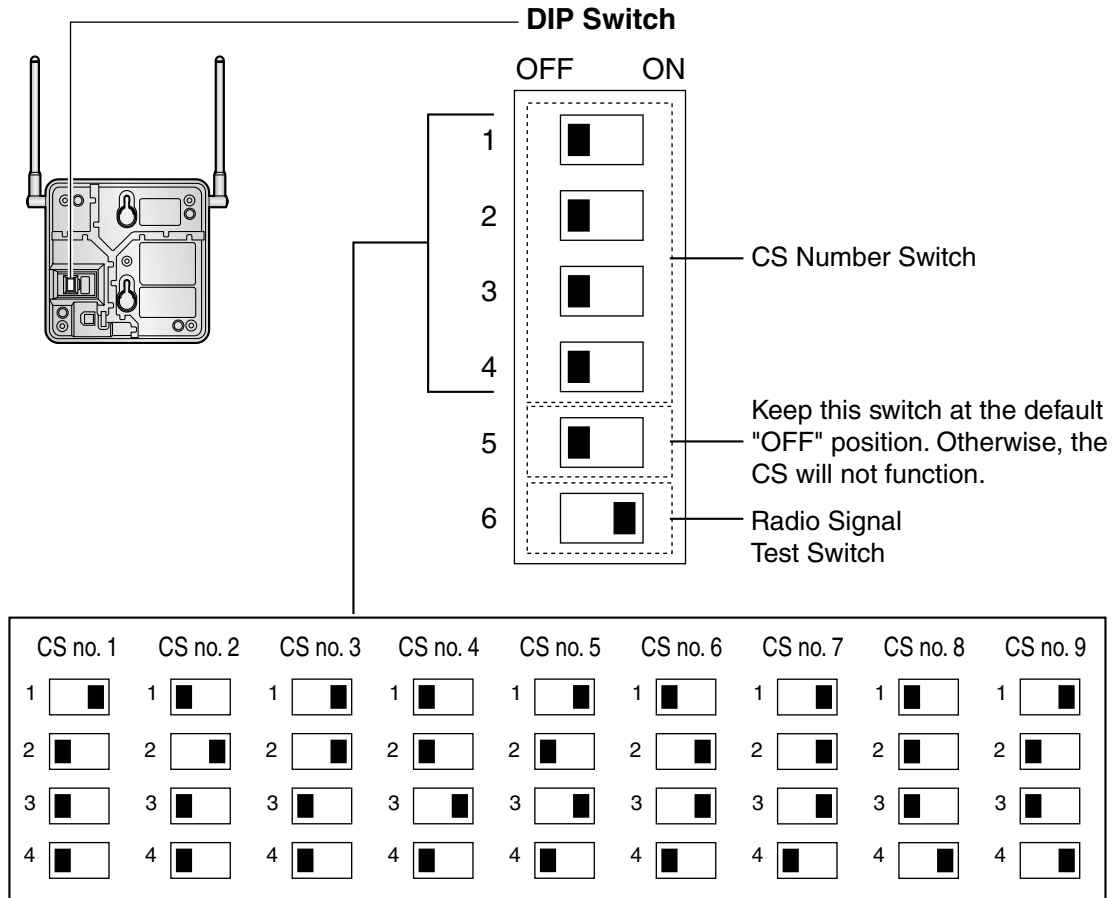 DIP Switch
OFF ON
1
2
3
4
5
6
CS Number Switch
Keep this switch at the default
"OFF" position. Otherwise, the
CS will not function.
Radio Signal
Test Switch
CS no. 1 CS no. 2 CS no. 3 CS no. 4 CS no. 5 CS no. 6 CS no. 7 CS no. 8 CS no. 9
1 1 1 1 1 1 1 1 1
2 2 2 2 2 2 2 2 2
3 3 3 3 3 3 3 3 3
4 4 4 4 4 4 4 4 4